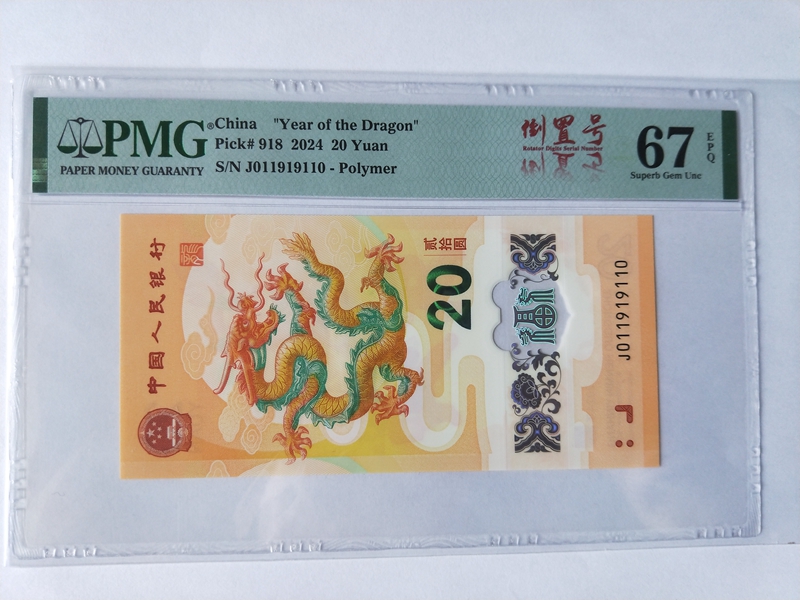 PMG®
PAPER MONEY GUARANTY
China "Year of the Dragon"
Pick# 918 2024 20 Yuan
S/N J011919110 - Polymer
倒置号
Rotator Digits Serial Number
67 EPQ
Superb Gem Unc
中国人民银行
贰拾圆
20
J011919110